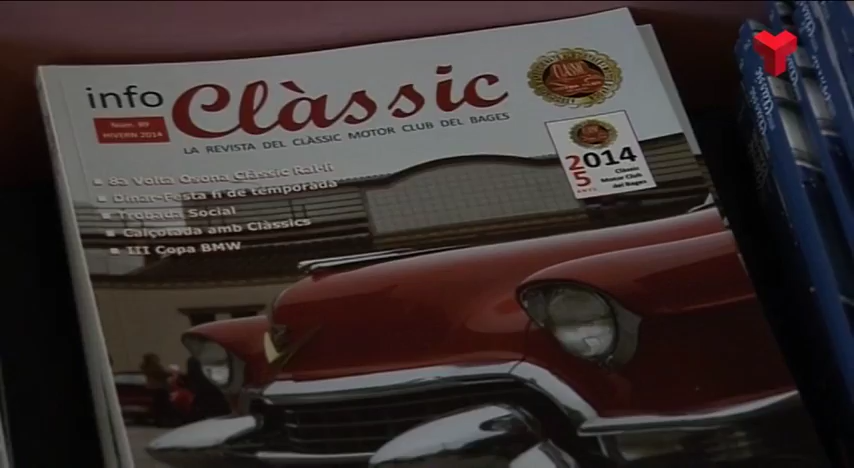 info Clàssic
Núm. 89
HIVERN 2014
LA REVISTA DEL CLÀSSIC MOTOR CLUB DEL BAGES
CLÀSSIC
2014
25
ANYS
Clàssic
Motor Club
del Bages
8a Volta Osona Clàssic Ral·li
Dinar-Festa fi de temporada
Trobada Social
Calçotada amb Clàssics
III Copa BMW